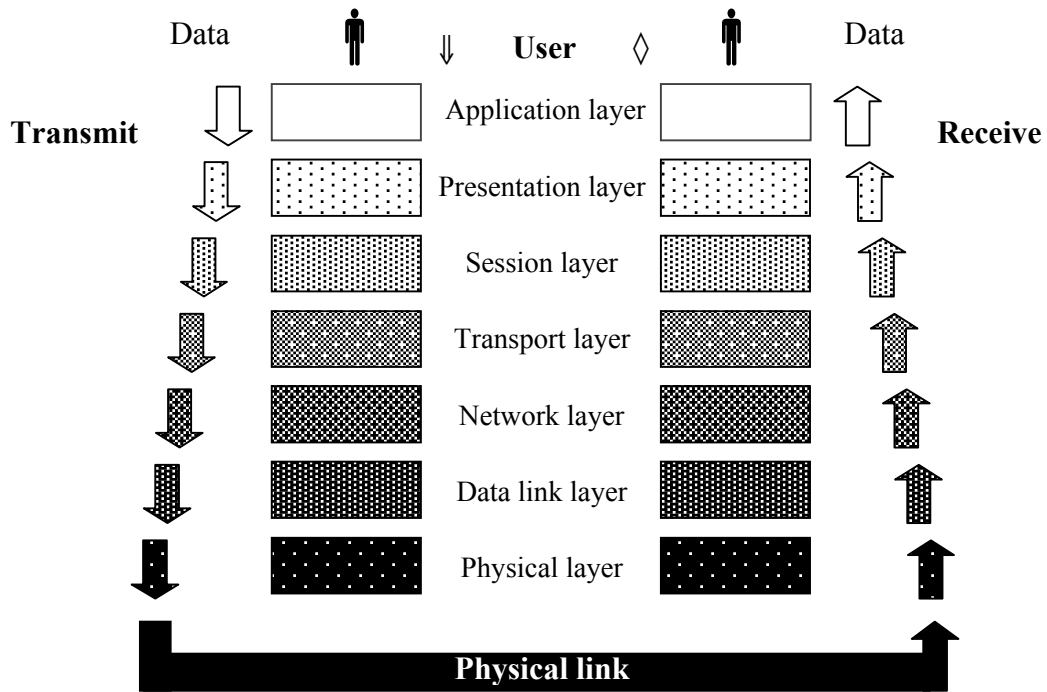 Data ⇓ User ◊ Data
Application layer
Transmit Receive
Presentation layer
Session layer
Transport layer
Network layer
Data link layer
Physical layer
Physical link